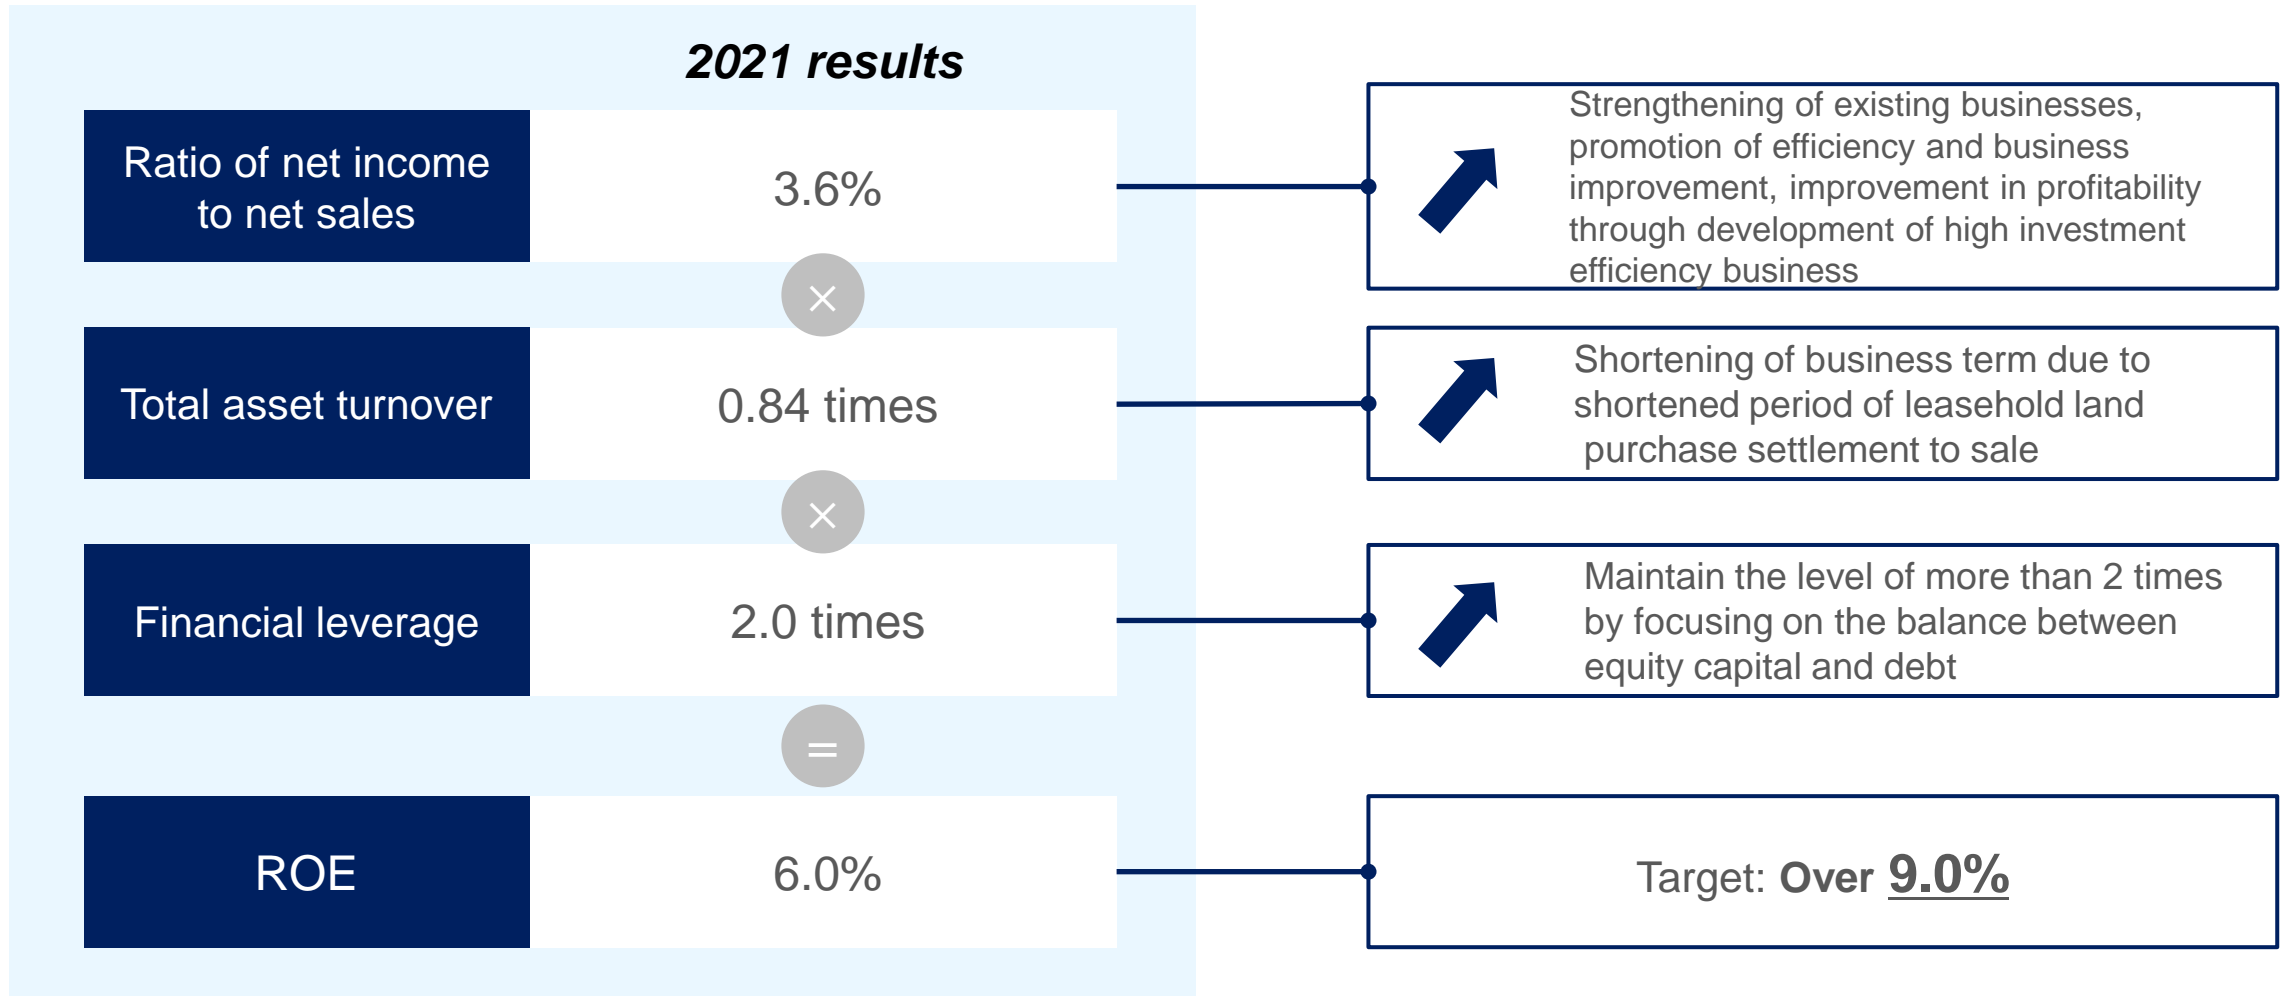 2021 results
Ratio of net income
to net sales
3.6%
Strengthening of existing businesses,
promotion of efficiency and business
improvement, improvement in profitability
through development of high investment
efficiency business
×
Total asset turnover
0.84 times
Shortening of business term due to
shortened period of leasehold land
purchase settlement to sale
×
Financial leverage
2.0 times
Maintain the level of more than 2 times
by focusing on the balance between
equity capital and debt
=
ROE
6.0%
Target: Over 9.0%